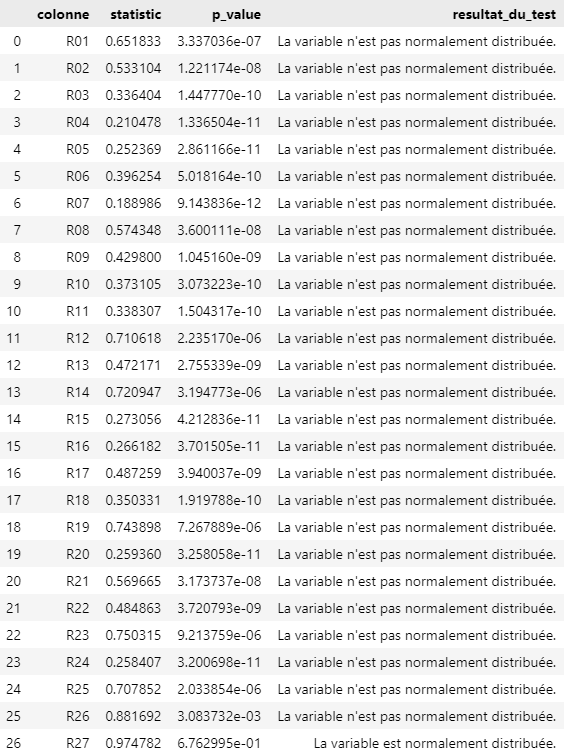 colonne statistic p_value resultat_du_test
0 R01 0.651833 3.337036e-07 La variable n'est pas normalement distribuée.
1 R02 0.533104 1.221174e-08 La variable n'est pas normalement distribuée.
2 R03 0.336404 1.447770e-10 La variable n'est pas normalement distribuée.
3 R04 0.210478 1.336504e-11 La variable n'est pas normalement distribuée.
4 R05 0.252369 2.861166e-11 La variable n'est pas normalement distribuée.
5 R06 0.396254 5.018164e-10 La variable n'est pas normalement distribuée.
6 R07 0.188986 9.143836e-12 La variable n'est pas normalement distribuée.
7 R08 0.574348 3.600111e-08 La variable n'est pas normalement distribuée.
8 R09 0.429800 1.045160e-09 La variable n'est pas normalement distribuée.
9 R10 0.373105 3.073223e-10 La variable n'est pas normalement distribuée.
10 R11 0.338307 1.504317e-10 La variable n'est pas normalement distribuée.
11 R12 0.710618 2.235170e-06 La variable n'est pas normalement distribuée.
12 R13 0.472171 2.755339e-09 La variable n'est pas normalement distribuée.
13 R14 0.720947 3.194773e-06 La variable n'est pas normalement distribuée.
14 R15 0.273056 4.212836e-11 La variable n'est pas normalement distribuée.
15 R16 0.266182 3.701505e-11 La variable n'est pas normalement distribuée.
16 R17 0.487259 3.940037e-09 La variable n'est pas normalement distribuée.
17 R18 0.350331 1.919788e-10 La variable n'est pas normalement distribuée.
18 R19 0.743898 7.267889e-06 La variable n'est pas normalement distribuée.
19 R20 0.259360 3.258058e-11 La variable n'est pas normalement distribuée.
20 R21 0.569665 3.173737e-08 La variable n'est pas normalement distribuée.
21 R22 0.484863 3.720793e-09 La variable n'est pas normalement distribuée.
22 R23 0.750315 9.213759e-06 La variable n'est pas normalement distribuée.
23 R24 0.258407 3.200698e-11 La variable n'est pas normalement distribuée.
24 R25 0.707852 2.033854e-06 La variable n'est pas normalement distribuée.
25 R26 0.881692 3.083732e-03 La variable n'est pas normalement distribuée.
26 R27 0.974782 6.762995e-01 La variable est normalement distribuée.